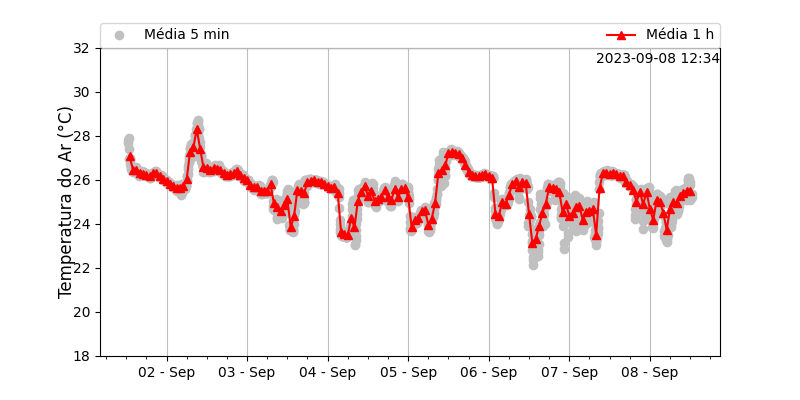 Média 5 min
Média 1 h
2023-09-08 12:34
Temperatura do Ar (°C)
32
30
28
26
24
22
20
18
02 - Sep
03 - Sep
04 - Sep
05 - Sep
06 - Sep
07 - Sep
08 - Sep